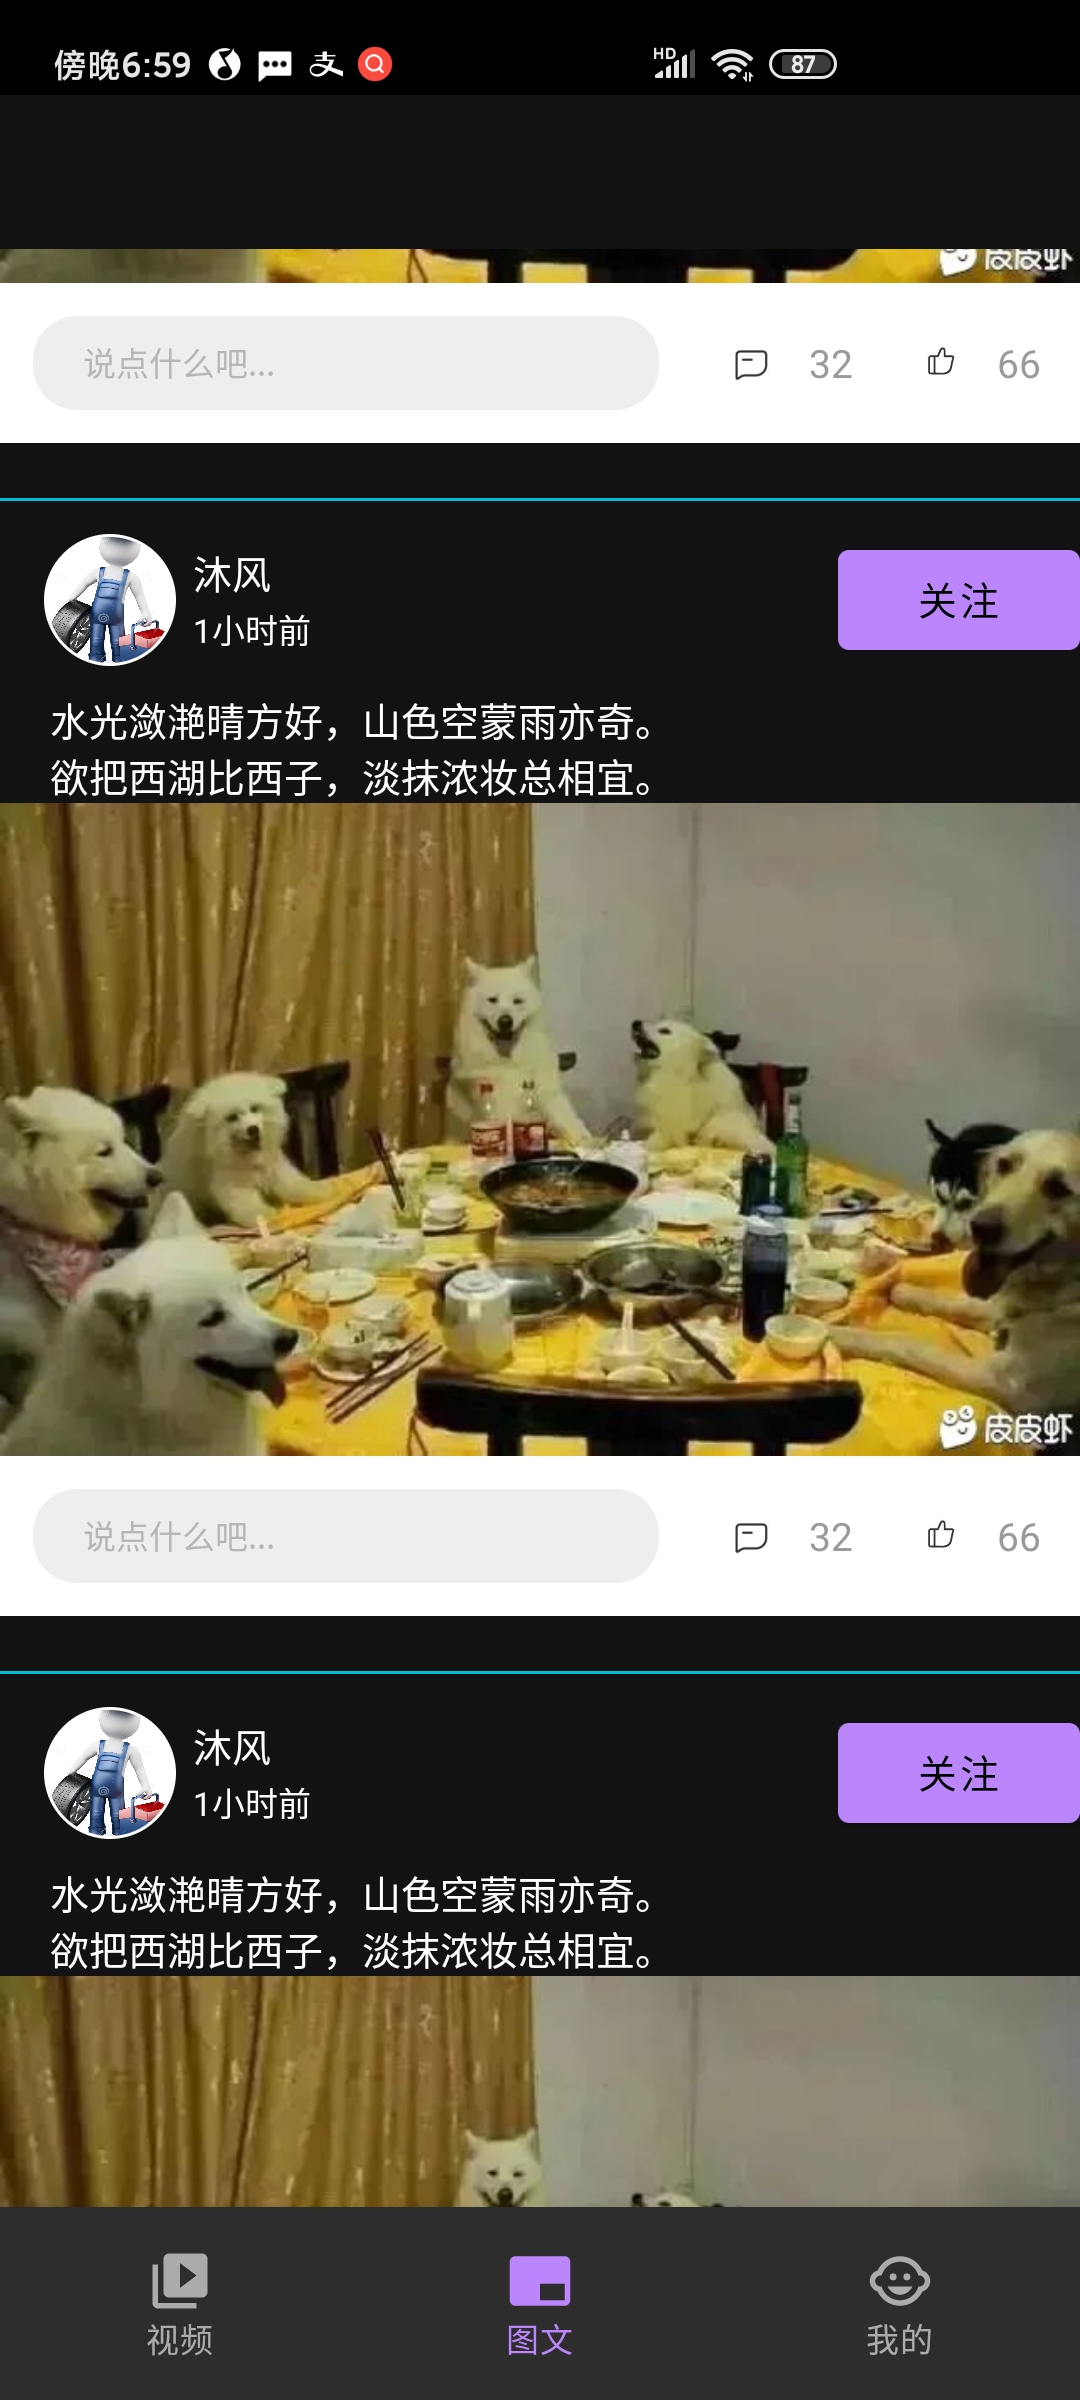 傍晚6:59
HD
87
皮皮虾
说点什么吧...
32
66
沐风
1小时前
关注
水光潋滟晴方好，山色空蒙雨亦奇。
欲把西湖比西子，淡抹浓妆总相宜。
皮皮虾
说点什么吧...
32
66
沐风
1小时前
关注
水光潋滟晴方好，山色空蒙雨亦奇。
欲把西湖比西子，淡抹浓妆总相宜。
视频
图文
我的